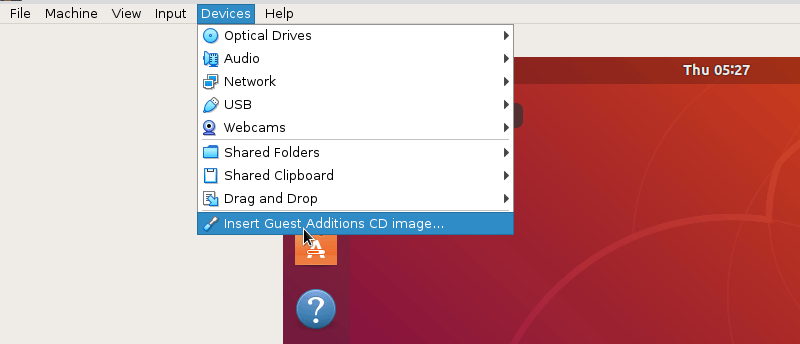 File Machine View Input Devices Help
Optical Drives
Audio
Thu 05:27
Network
USB
Webcams
Shared Folders
Shared Clipboard
Drag and Drop
Insert Guest Additions CD image...
?